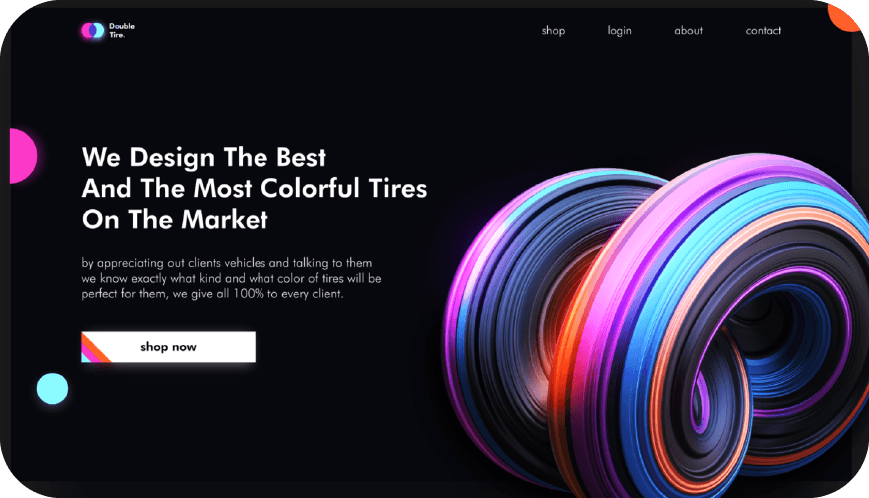 Double
Tire.
shop login about contact
We Design The Best
And The Most Colorful Tires
On The Market
by appreciating out clients vehicles and talking to them
we know exactly what kind and what color of tires will be
perfect for them, we give all 100% to every client.
shop now